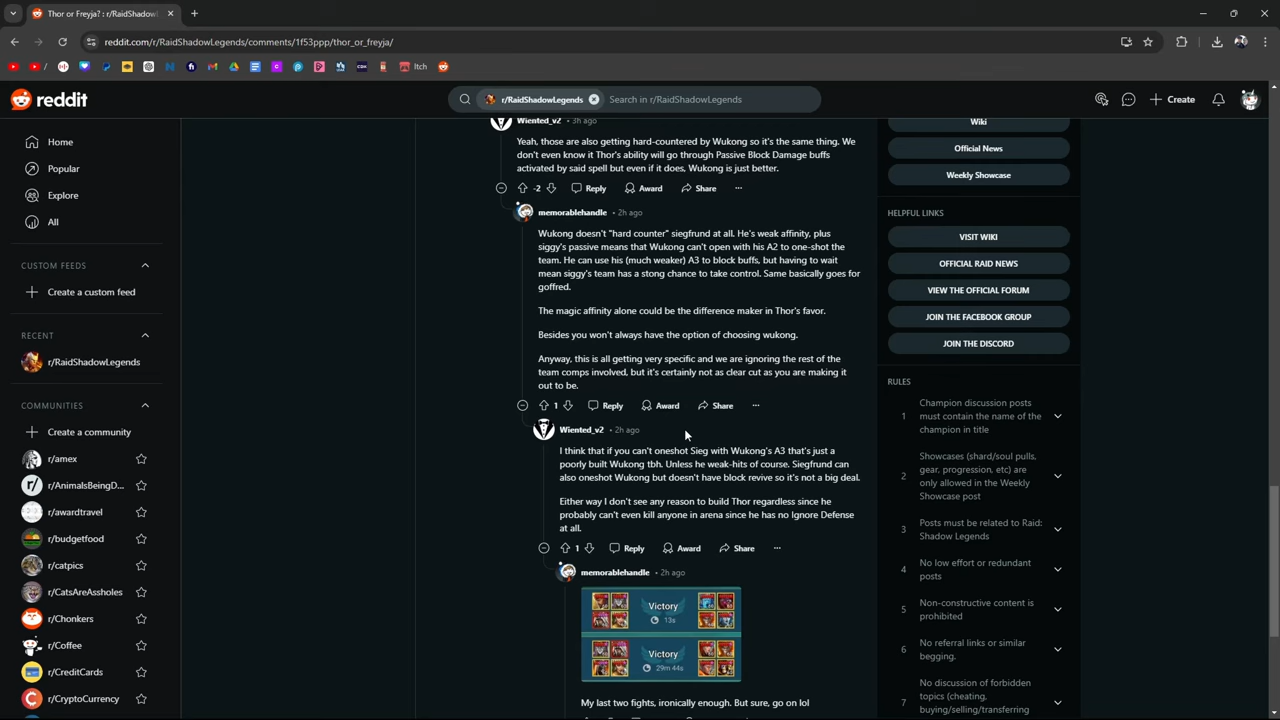 Thor or Freyja? : r/RaidShadowL
reddit.com/r/RaidShadowLegends/comments/1f53ppp/thor_or_freyja/
Itch
reddit
r/RaidShadowLegends
Search in r/RaidShadowLegends
Create
Home
Popular
Explore
All
CUSTOM FEEDS
Create a custom feed
RECENT
r/RaidShadowLegends
COMMUNITIES
Create a community
r/amex
r/AnimalsBeingD...
r/awardtravel
r/budgetfood
r/catpics
r/CatsAreAssholes
r/Chonkers
r/Coffee
r/CreditCards
r/CryptoCurrency
Wiented_v2 • 3h ago
Yeah, those are also getting hard-countered by Wukong so it's the same thing. We
don't even know it Thor's ability will go through Passive Block Damage buffs
activated by said spell but even if it does, Wukong is just better.
-2 Reply Award Share ...
memorablehandle • 2h ago
Wukong doesn't "hard counter" siegfrund at all. He's weak affinity, plus
siggy's passive means that Wukong can't open with his A2 to one-shot the
team. He can use his (much weaker) A3 to block buffs, but having to wait
mean siggy's team has a stong chance to take control. Same basically goes for
goffred.
The magic affinity alone could be the difference maker in Thor's favor.
Besides you won't always have the option of choosing wukong.
Anyway, this is all getting very specific and we are ignoring the rest of the
team comps involved, but it's certainly not as clear cut as you are making it
out to be.
1 Reply Award Share ...
Wiented_v2 • 2h ago
I think that if you can't oneshot Sieg with Wukong's A3 that's just a
poorly built Wukong tbh. Unless he weak-hits of course. Siegfrund can
also oneshot Wukong but doesn't have block revive so it's not a big deal.
Either way I don't see any reason to build Thor regardless since he
probably can't even kill anyone in arena since he has no Ignore Defense
at all.
1 Reply Award Share ...
memorablehandle • 2h ago
Victory
13s
Victory
29m 44s
My last two fights, ironically enough. But sure, go on lol
Wiki
Official News
Weekly Showcase
HELPFUL LINKS
VISIT WIKI
OFFICIAL RAID NEWS
VIEW THE OFFICIAL FORUM
JOIN THE FACEBOOK GROUP
JOIN THE DISCORD
RULES
1 Champion discussion posts
must contain the name of the
champion in title
2 Showcases (shard/soul pulls,
gear, progression, etc) are
only allowed in the Weekly
Showcase post
3 Posts must be related to Raid:
Shadow Legends
4 No low effort or redundant
posts
5 Non-constructive content is
prohibited
6 No referral links or similar
begging.
7 No discussion of forbidden
topics (cheating,
buying/selling/transferring